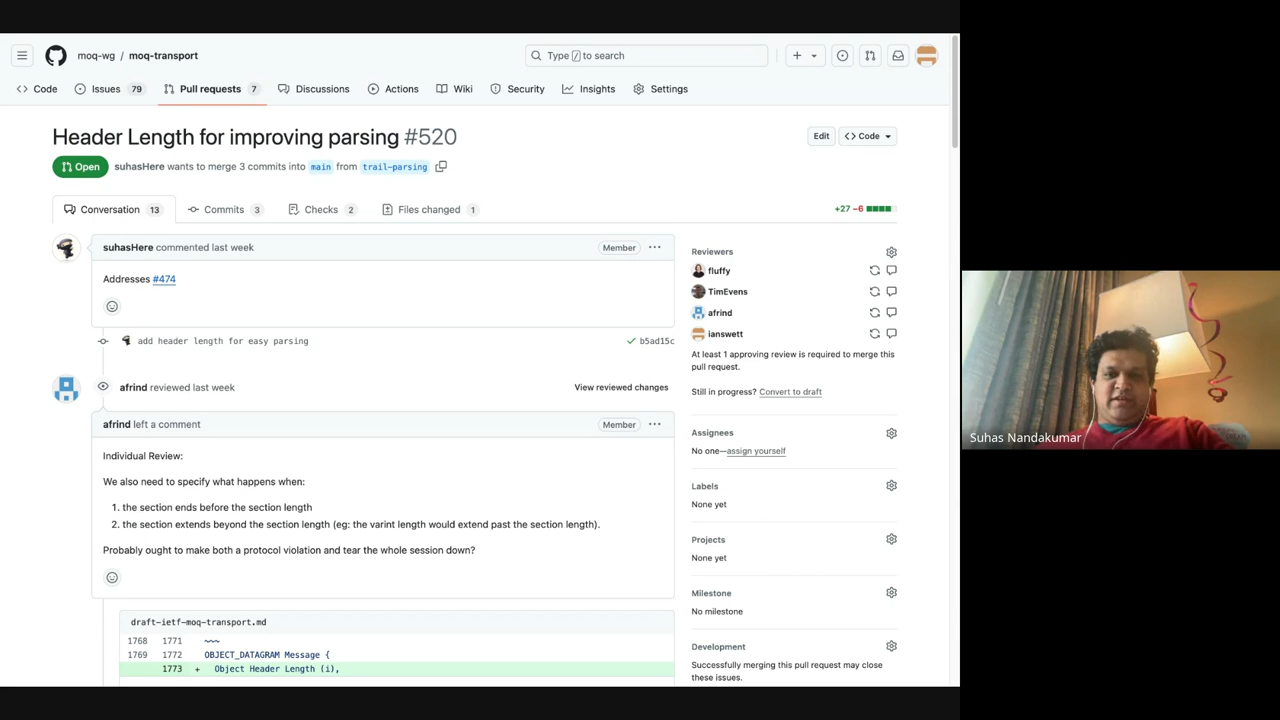 moq-wg / moq-transport
Type / to search
Code
Issues 79
Pull requests 7
Discussions
Actions
Wiki
Security
Insights
Settings
Header Length for improving parsing #520
Edit
<> Code
Open
suhasHere wants to merge 3 commits into main from trail-parsing
Conversation 13
Commits 3
Checks 2
Files changed 1
+27 −6
suhasHere commented last week
Member
Addresses #474
add header length for easy parsing
b5ad15c
afrind reviewed last week
View reviewed changes
afrind left a comment
Member
Individual Review:
We also need to specify what happens when:
1. the section ends before the section length
2. the section extends beyond the section length (eg: the varint length would extend past the section length).
Probably ought to make both a protocol violation and tear the whole session down?
draft-ietf-moq-transport.md
1768 1771 ~~~
1769 1772 OBJECT_DATAGRAM Message {
1773 + Object Header Length (i),
Reviewers
fluffy
TimEvens
afrind
ianswett
At least 1 approving review is required to merge this
pull request.
Still in progress? Convert to draft
Assignees
No one—assign yourself
Labels
None yet
Projects
None yet
Milestone
No milestone
Development
Successfully merging this pull request may close
these issues.
Suhas Nandakumar